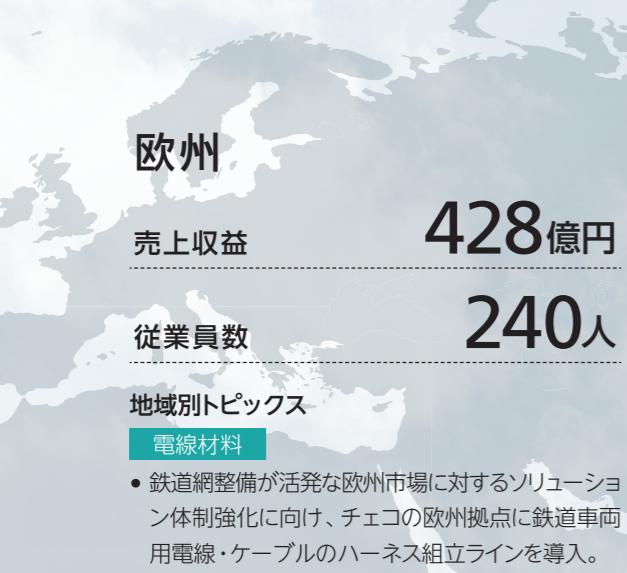 欧州
売上収益 428億円
従業員数 240人
地域別トピックス
電線材料
• 鉄道網整備が活発な欧州市場に対するソリューショ
ン体制強化に向け、チェコの欧州拠点に鉄道車両
用電線・ケーブルのハーネス組立ラインを導入。